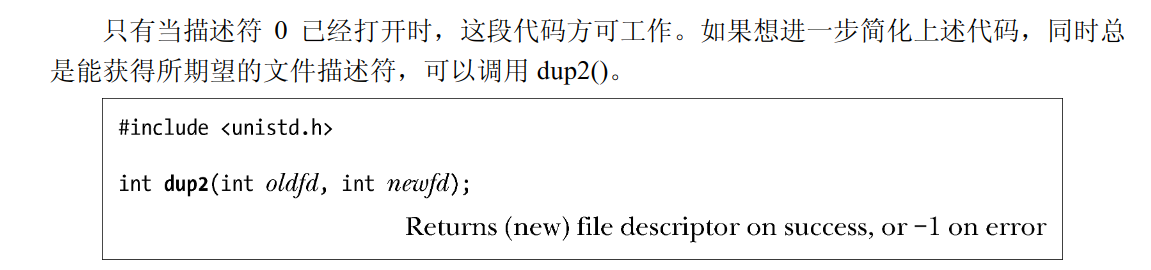 只有当描述符 0 已经打开时，这段代码方可工作。如果想进一步简化上述代码，同时总
是能获得所期望的文件描述符，可以调用 dup2()。
#include <unistd.h>
int dup2(int oldfd, int newfd);
Returns (new) file descriptor on success, or −1 on error